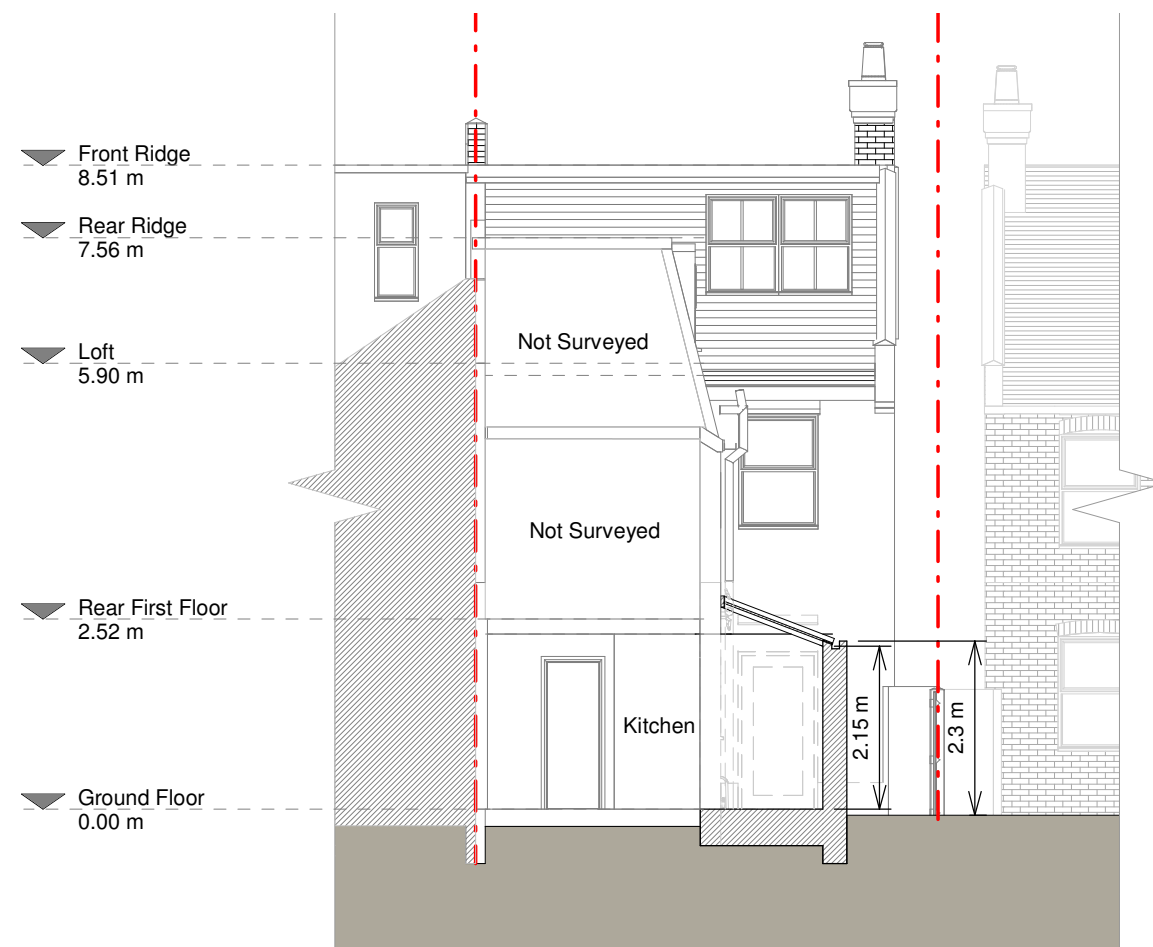 Front Ridge
8.51 m
Rear Ridge
7.56 m
Not Surveyed
Loft
5.90 m
Not Surveyed
Rear First Floor
2.52 m
Kitchen
2.15 m
2.3 m
Ground Floor
0.00 m